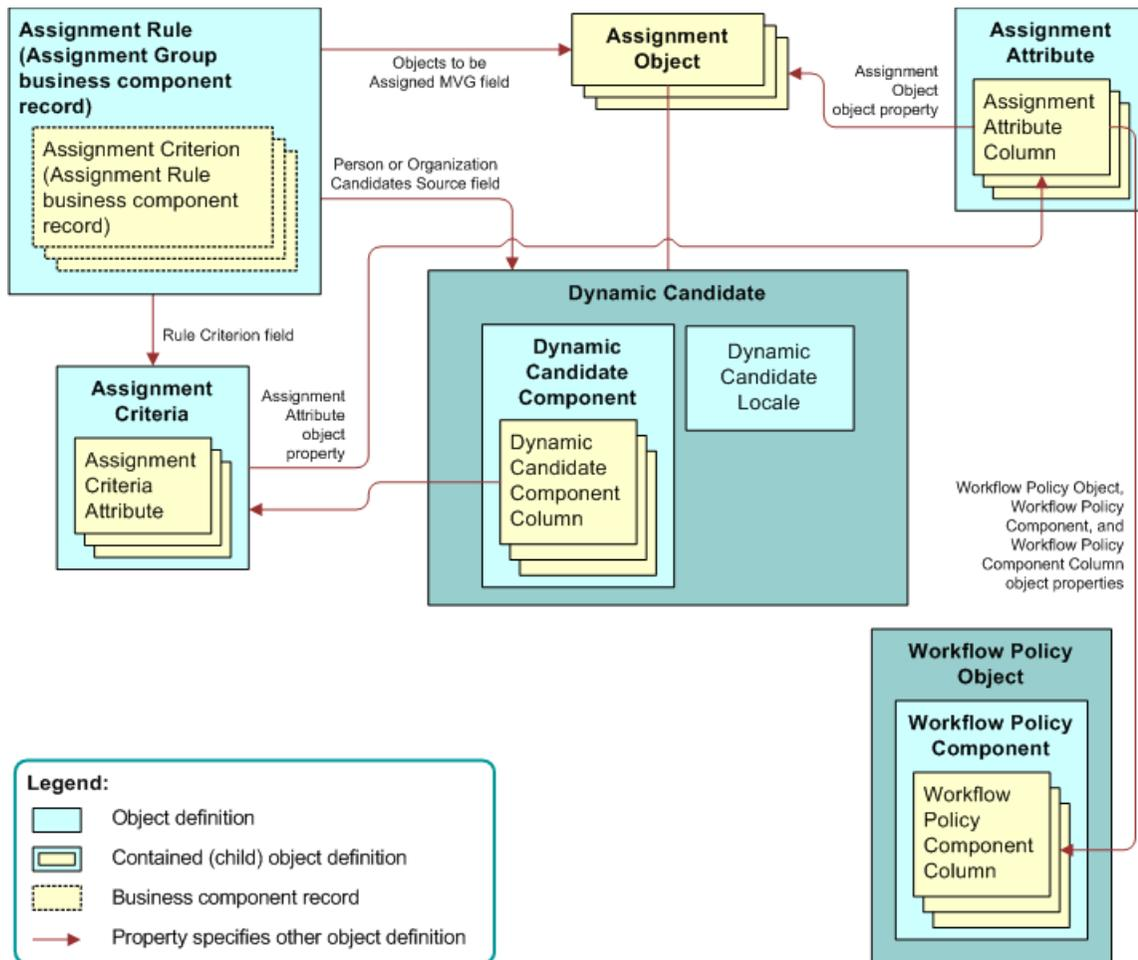 Assignment Rule
(Assignment Group
business component
record)
Assignment Criterion
(Assignment Rule
business component
record)
Objects to be
Assigned MVG field
Assignment
Object
Assignment
Object
object property
Assignment
Attribute
Assignment
Attribute
Column
Person or Organization
Candidates Source field
Rule Criterion field
Assignment
Criteria
Assignment
Criteria
Attribute
Assignment
Attribute
object
property
Dynamic Candidate
Dynamic
Candidate
Component
Dynamic
Candidate
Component
Column
Dynamic
Candidate
Locale
Workflow Policy Object,
Workflow Policy
Component, and
Workflow Policy
Component Column
object properties
Workflow Policy
Object
Workflow Policy
Component
Workflow
Policy
Component
Column
Legend:
Object definition
Contained (child) object definition
Business component record
Property specifies other object definition